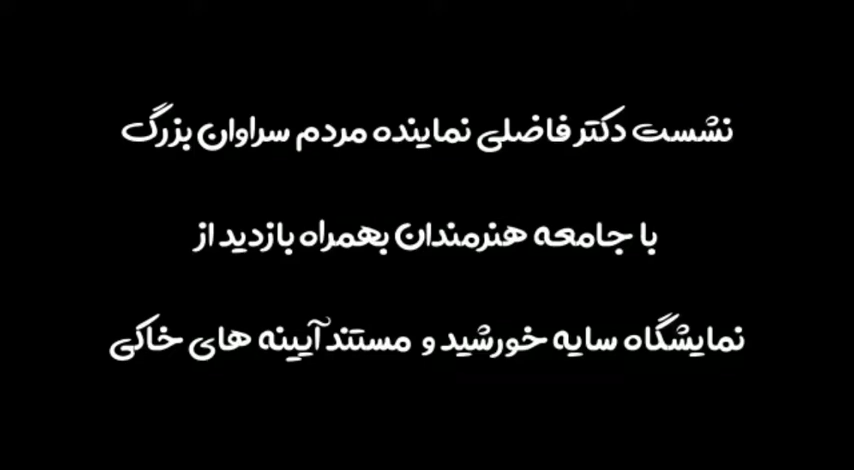 نشست دکتر فاضلی نماینده مردم سراوان بزرگ
با جامعه هنرمندان بهمراه بازدید از
نمایشگاه سایه خورشید و مستند آیینه های خاکی